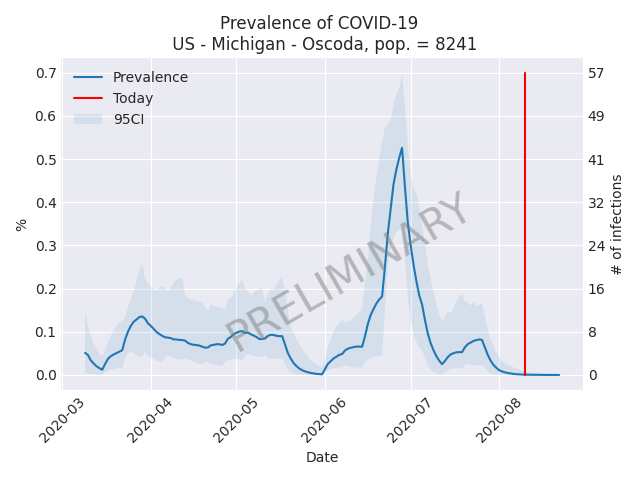 Prevalence of COVID-19
US - Michigan - Oscoda, pop. = 8241
Prevalence
Today
95CI
PRELIMINARY
%
0.7
0.6
0.5
0.4
0.3
0.2
0.1
0.0
57
49
41
32
24
16
8
0
# of infections
2020-03
2020-04
2020-05
2020-06
2020-07
2020-08
Date